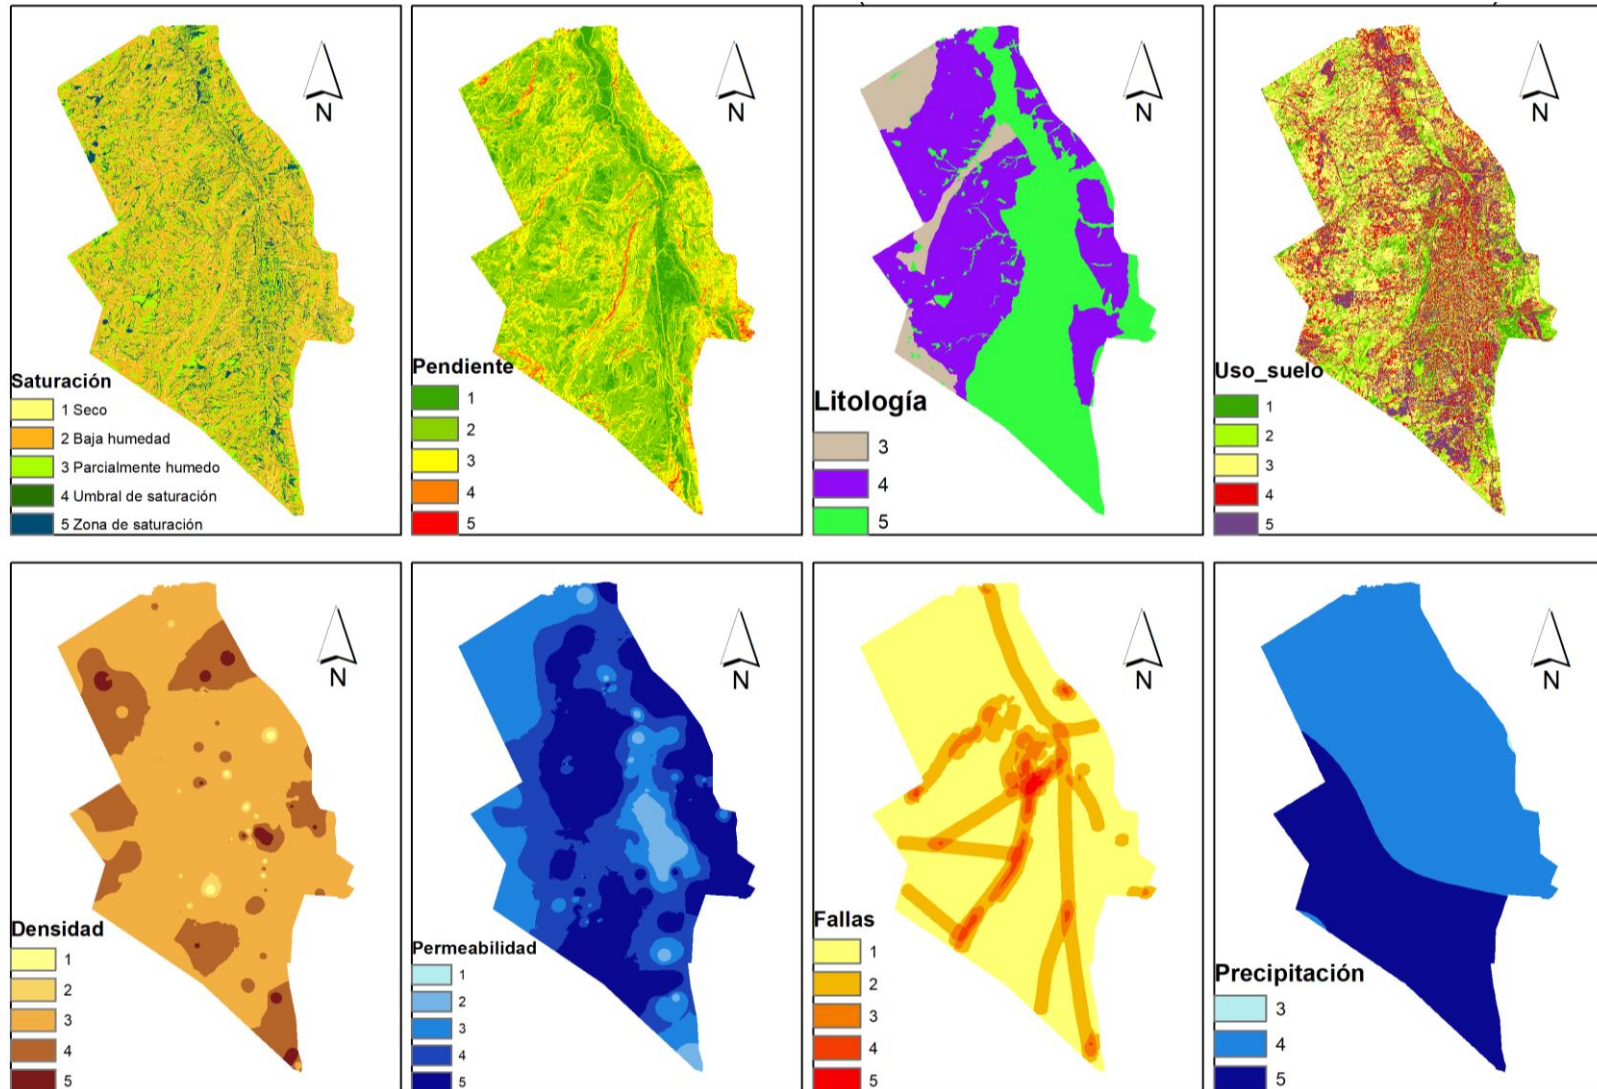 N
N
N
N
Saturación
1 Seco
2 Baja humedad
3 Parcialmente humedo
4 Umbral de saturación
5 Zona de saturación
Pendiente
1
2
3
4
5
Litología
3
4
5
Uso_suelo
1
2
3
4
5
N
N
N
N
Densidad
1
2
3
4
5
Permeabilidad
1
2
3
4
5
Fallas
1
2
3
4
5
Precipitación
3
4
5